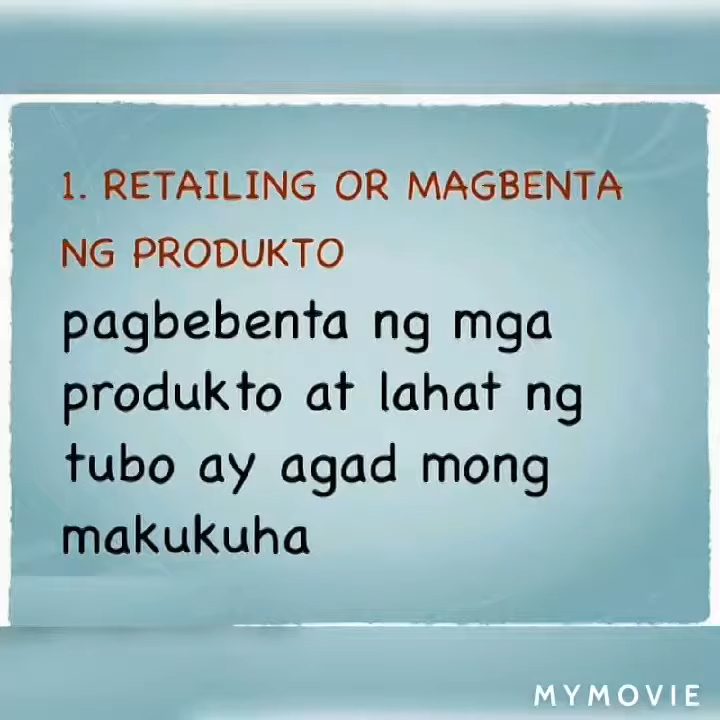 1. RETAILING OR MAGBENTA
NG PRODUKTO
pagbebenta ng mga
produkto at lahat ng
tubo ay agad mong
makukuha
MYMOVIE